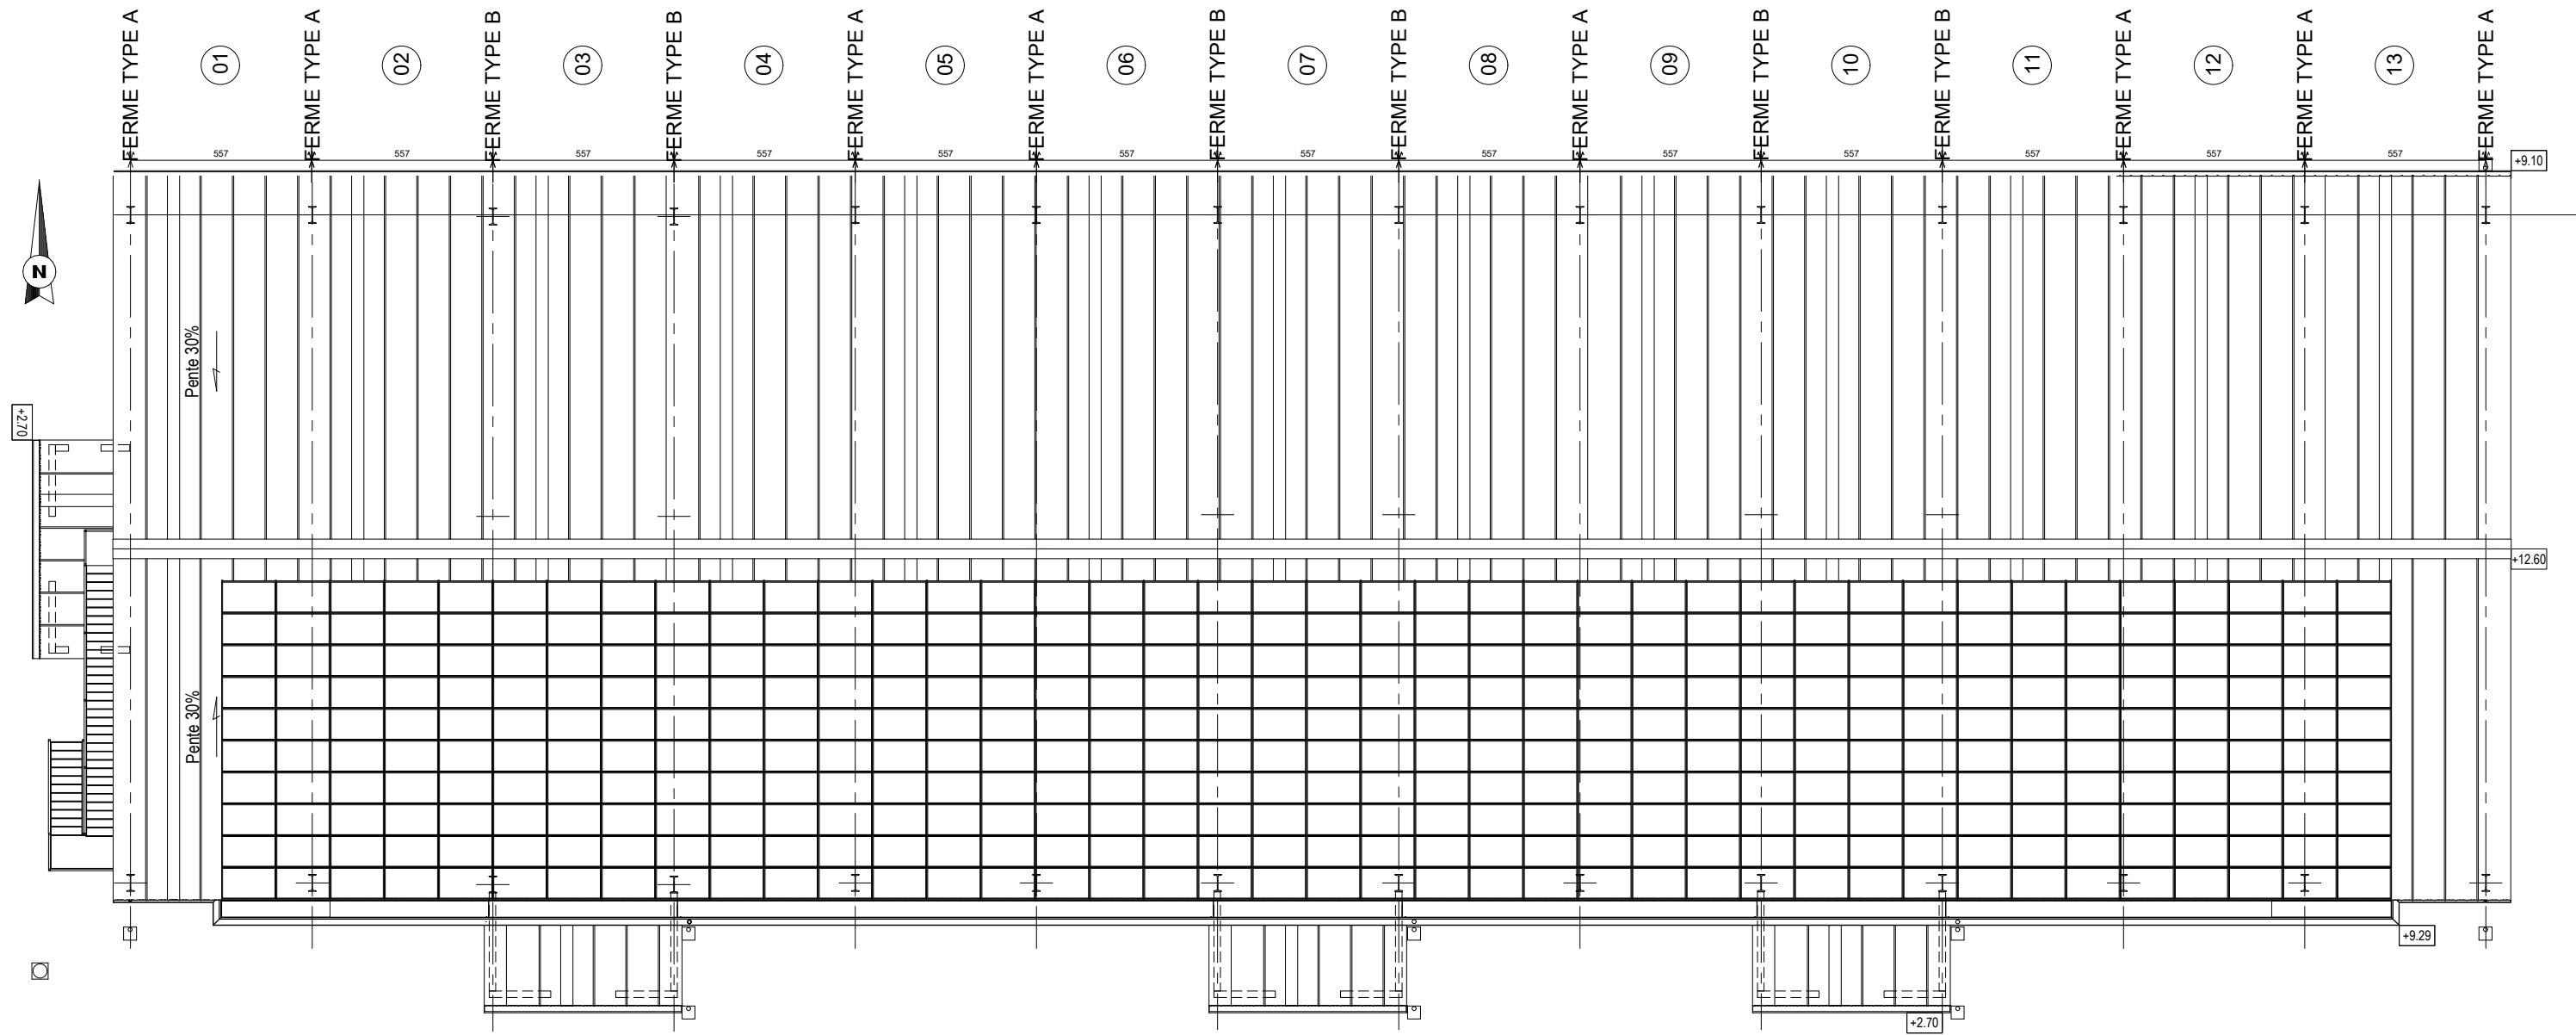 FERME TYPE A
01
FERME TYPE A
02
FERME TYPE B
03
FERME TYPE B
04
FERME TYPE A
05
FERME TYPE A
06
FERME TYPE B
07
FERME TYPE B
08
FERME TYPE A
09
FERME TYPE B
10
FERME TYPE B
11
FERME TYPE A
12
FERME TYPE A
13
FERME TYPE A
557
557
557
557
557
557
557
557
557
557
557
557
557
+9.10
N
Pente 30%
+2.70
+12.60
Pente 30%
+9.29
+2.70